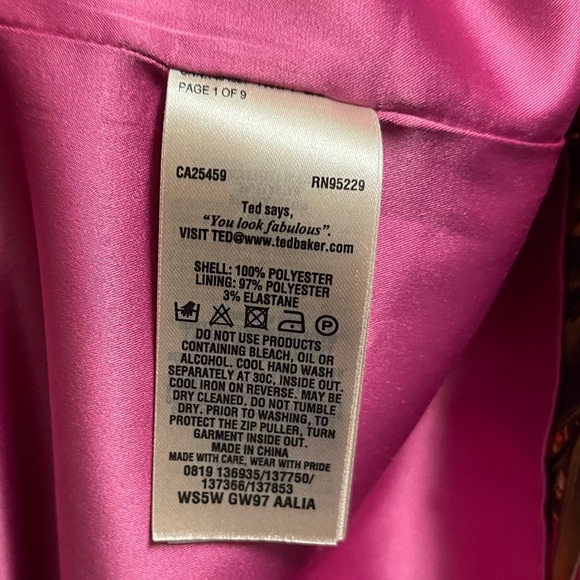 PAGE 1 OF 9
CA25459 RN95229
Ted says,
"You look fabulous".
VISIT TED@www.tedbaker.com
SHELL: 100% POLYESTER
LINING: 97% POLYESTER
3% ELASTANE
P
DO NOT USE PRODUCTS
CONTAINING BLEACH, OIL OR
ALCOHOL. COOL HAND WASH
SEPARATELY AT 30C, INSIDE OUT.
COOL IRON ON REVERSE. MAY BE
DRY CLEANED. DO NOT TUMBLE
DRY. PRIOR TO WASHING, TO
PROTECT THE ZIP PULLER, TURN
GARMENT INSIDE OUT.
MADE IN CHINA
MADE WITH CARE, WEAR WITH PRIDE
0819 136935/137750/
137366/137853
WS5W GW97 AALIA